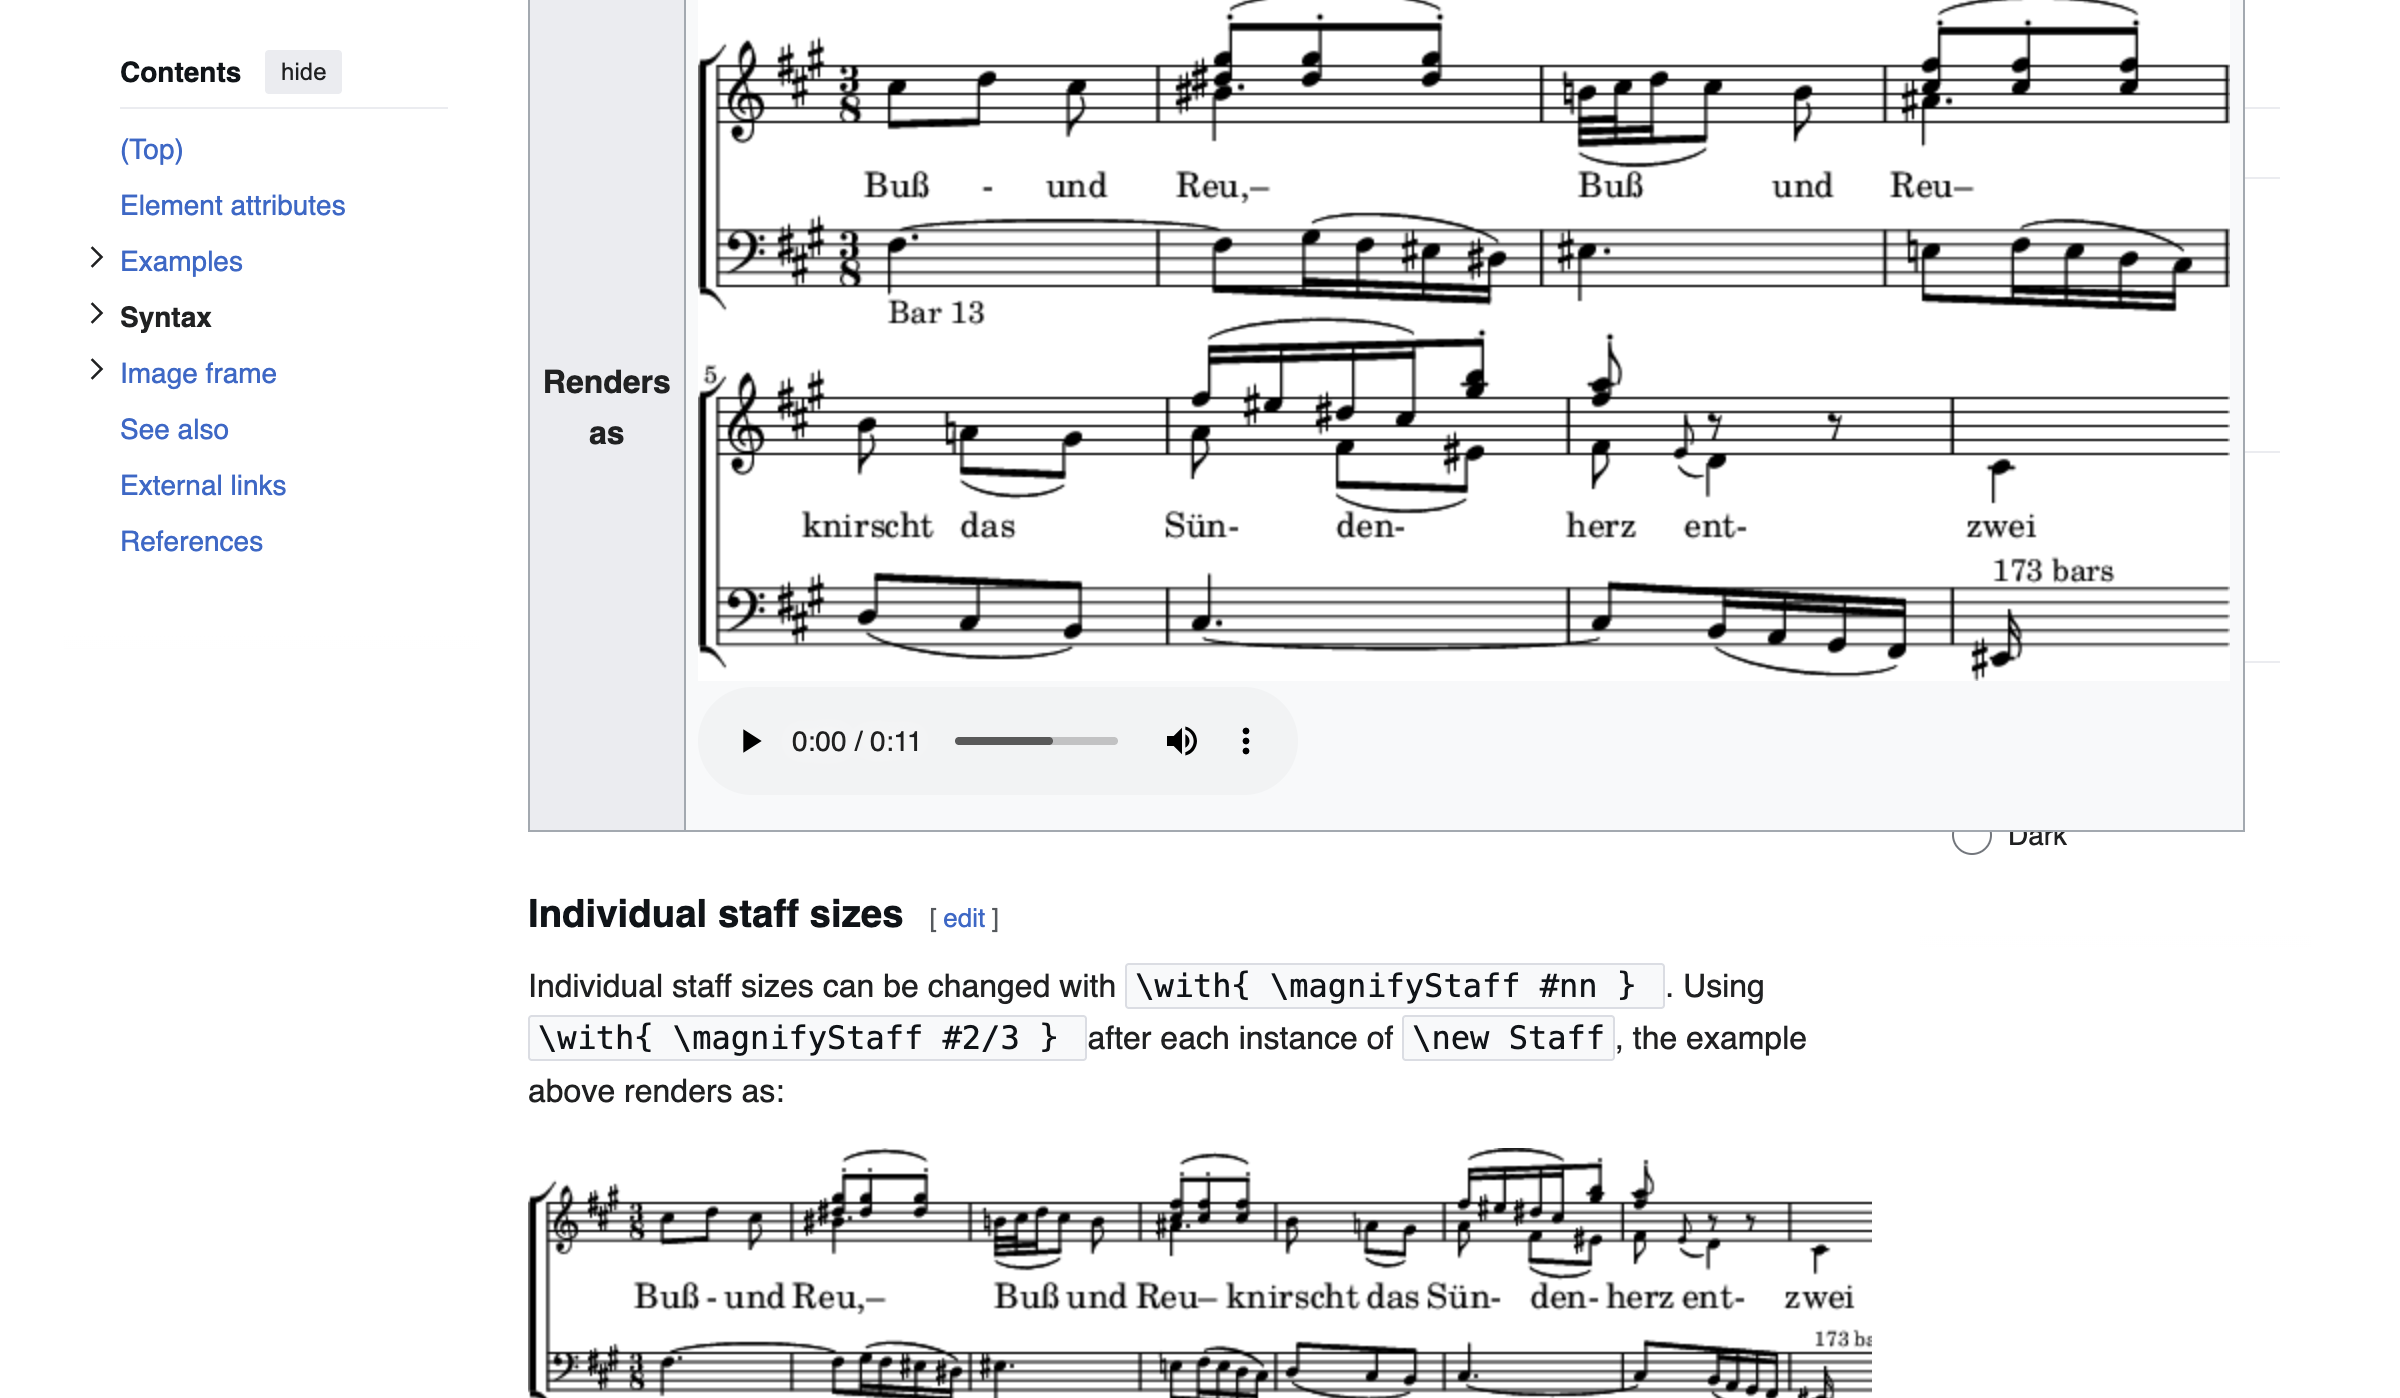 Contents hide
(Top)
Element attributes
Examples
Syntax
Image frame
See also
External links
References
Renders
as
3
8
Buß - und Reu,– Buß und Reu–
3
8
Bar 13
5
knirscht das Sün- den- herz ent- zwei
173 bars
0:00 / 0:11
Dark
Individual staff sizes [ edit ]
Individual staff sizes can be changed with \with{ \magnifyStaff #nn } . Using
\with{ \magnifyStaff #2/3 } after each instance of \new Staff, the example
above renders as:
3
8
Buß - und Reu,– Buß und Reu– knirscht das Sün- den- herz ent- zwei
173 ba
3
8